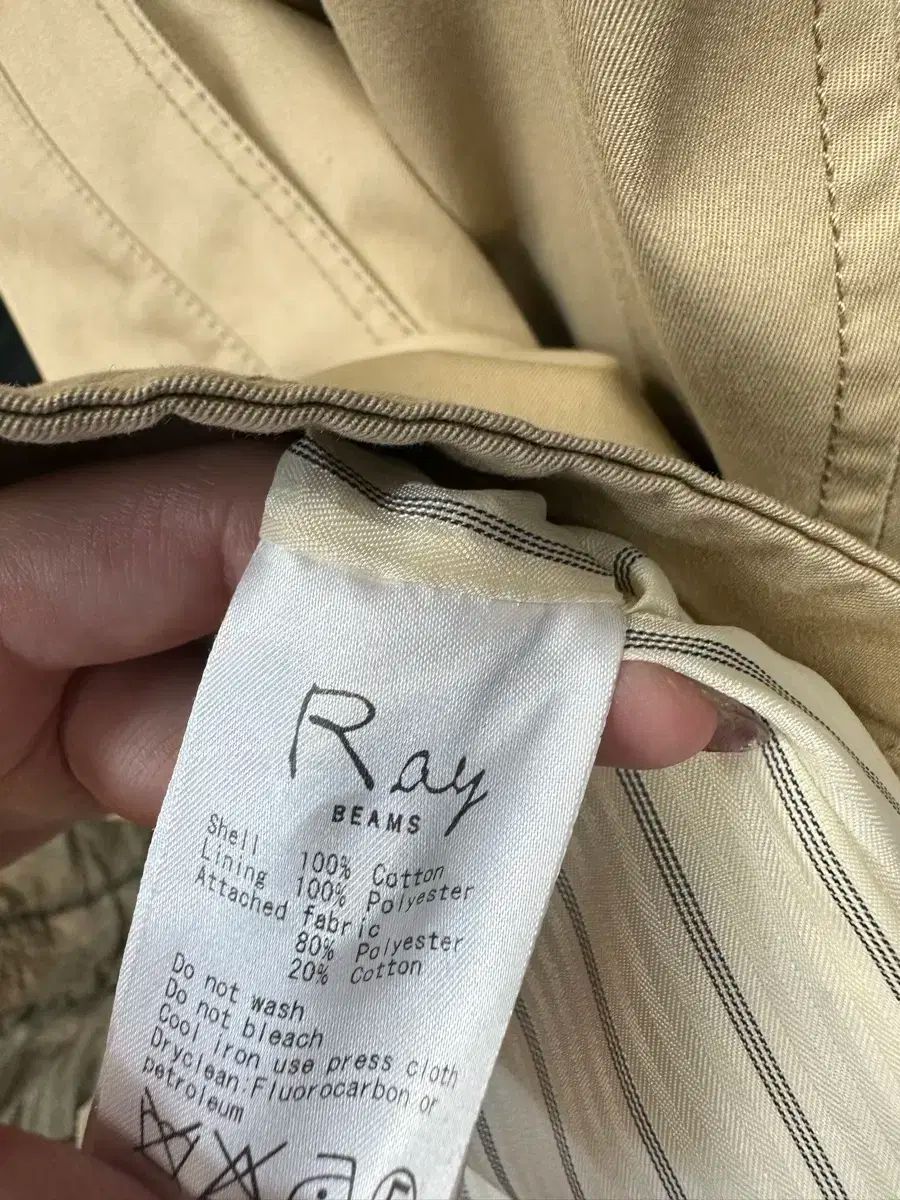 Ray
BEAMS
Shell
100% Cotton
Lining 100% Polyester
Attached fabric
80% Polyester
20% Cotton
Do not wash
Do not bleach
Cool iron use press cloth
Dryclean:Fluorocarbon or
petroleum